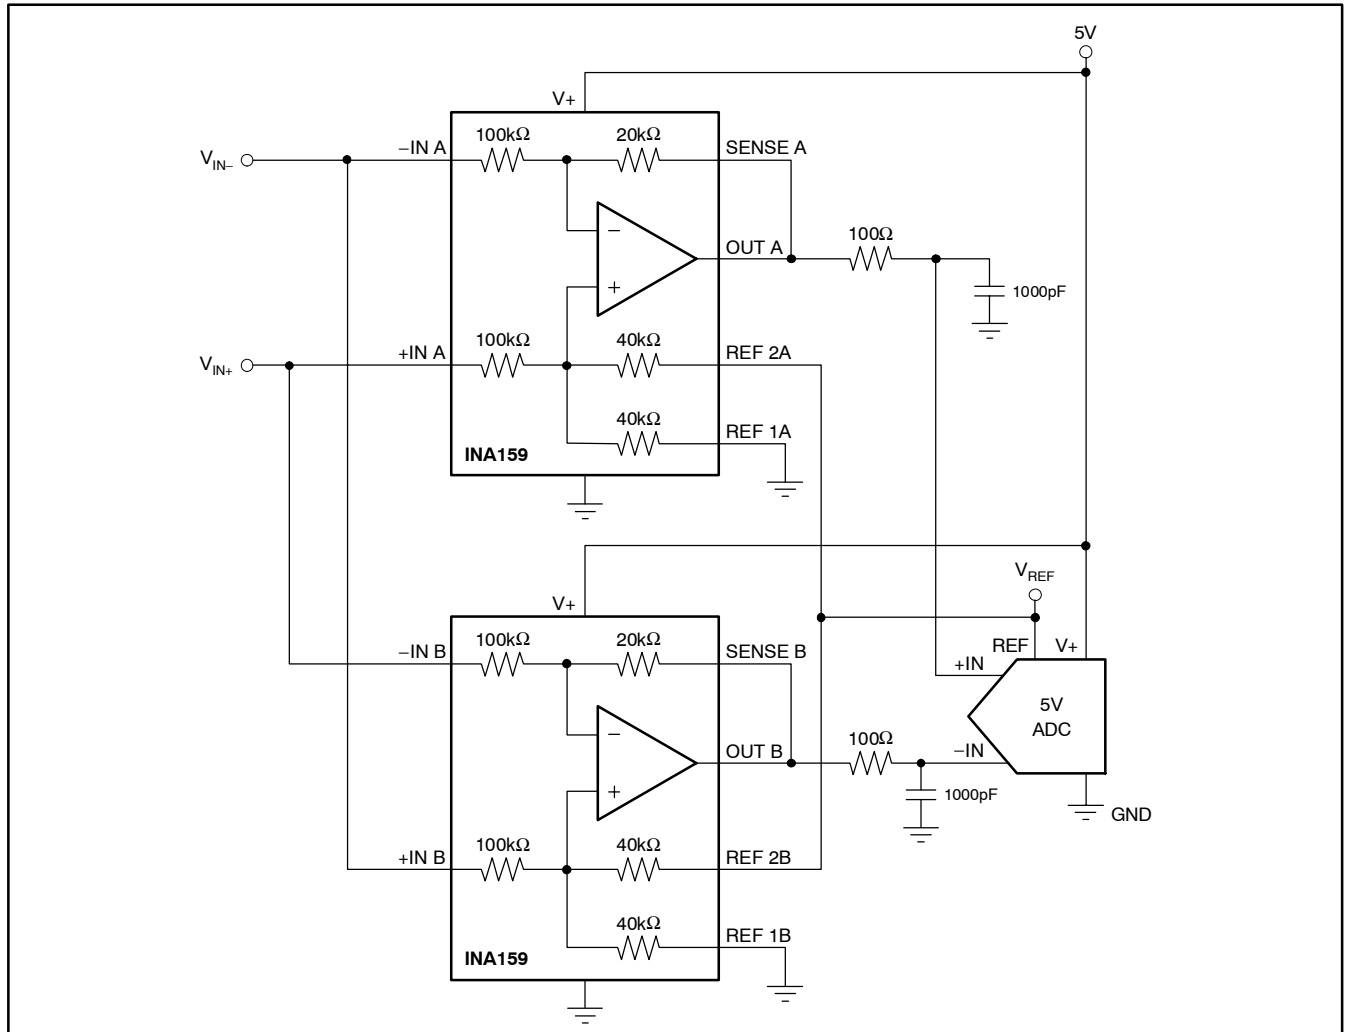 5V
V+
100kΩ
20kΩ
−IN A
SENSE A
V_IN−
−
OUT A
100Ω
+
1000pF
100kΩ
40kΩ
+IN A
REF 2A
V_IN+
40kΩ
REF 1A
INA159
V_REF
V+
100kΩ
20kΩ
−IN B
SENSE B
REF
V+
+IN
5V
ADC
−
OUT B
100Ω
−IN
+
1000pF
GND
100kΩ
40kΩ
+IN B
REF 2B
40kΩ
REF 1B
INA159